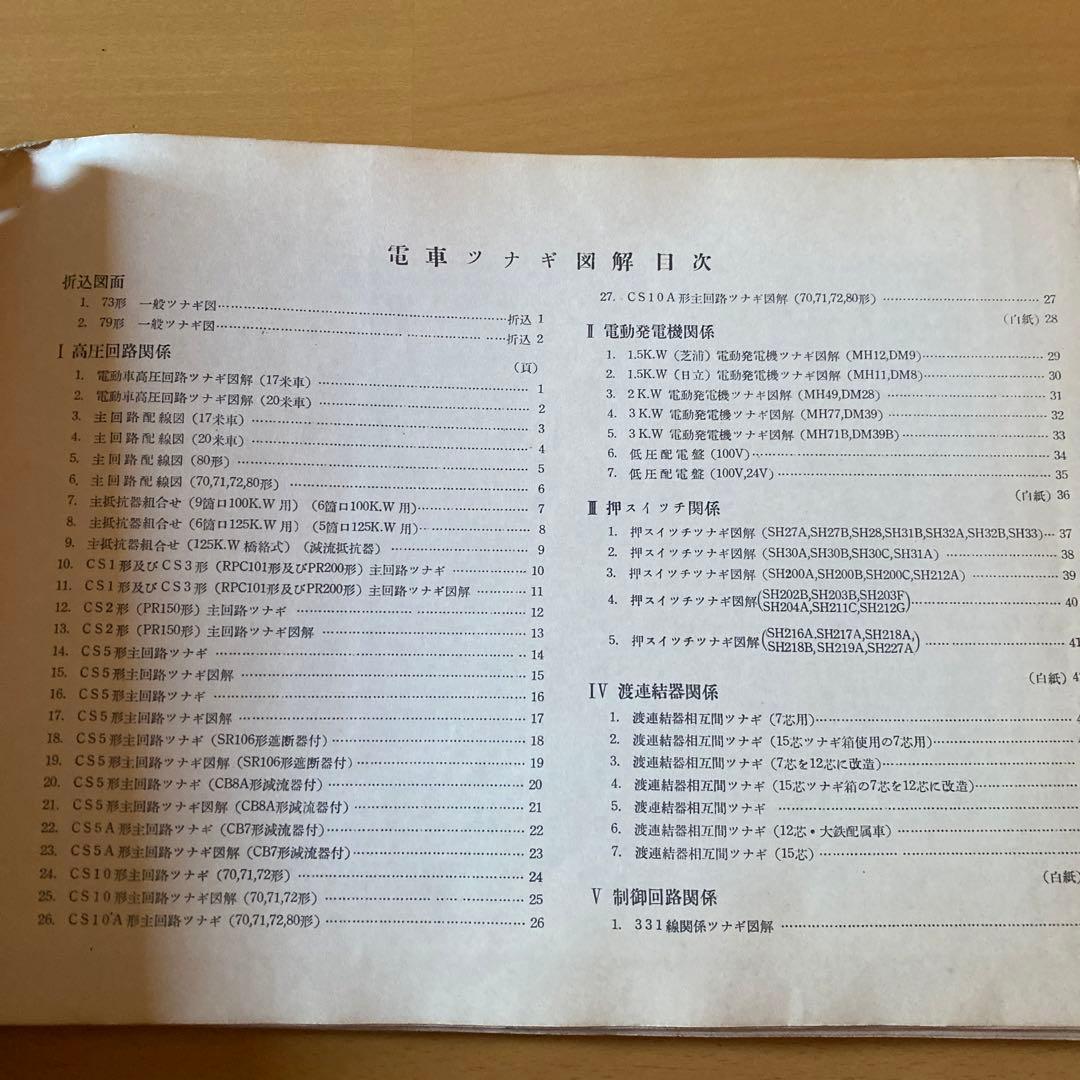 電車ツナギ図解目次
折込図面
1. 73形 一般ツナギ図……折込 1
2. 79形 一般ツナギ図……折込 2
Ⅰ 高圧回路関係
(頁)
1. 電動車高圧回路ツナギ図解 (17米車)……1
2. 電動車高圧回路ツナギ図解 (20米車)……2
3. 主回路配線図 (17米車)……3
4. 主回路配線図 (20米車)……4
5. 主回路配線図 (80形)……5
6. 主回路配線図 (70,71,72,80形)……6
7. 主抵抗器組合せ (9箇口100K.W用) (6箇口100K.W用)……7
8. 主抵抗器組合せ (6箇口125K.W用) (5箇口125K.W用)……8
9. 主抵抗器組合せ (125K.W橋絡式) (減流抵抗器)……9
10. CS1形及びCS3形 (RPC101形及びPR200形) 主回路ツナギ……10
11. CS1形及びCS3形 (RPC101形及びPR200形) 主回路ツナギ図解……11
12. CS2形 (PR150形) 主回路ツナギ……12
13. CS2形 (PR150形) 主回路ツナギ図解……13
14. CS5形主回路ツナギ……14
15. CS5形主回路ツナギ図解……15
16. CS5形主回路ツナギ……16
17. CS5形主回路ツナギ図解……17
18. CS5形主回路ツナギ (SR106形遮断器付)……18
19. CS5形主回路ツナギ図解 (SR106形遮断器付)……19
20. CS5形主回路ツナギ (CB8A形減流器付)……20
21. CS5形主回路ツナギ図解 (CB8A形減流器付)……21
22. CS5A形主回路ツナギ (CB7形減流器付)……22
23. CS5A形主回路ツナギ図解 (CB7形減流器付)……23
24. CS10形主回路ツナギ (70,71,72形)……24
25. CS10形主回路ツナギ図解 (70,71,72形)……25
26. CS10A形主回路ツナギ (70,71,72,80形)……26
27. CS10A形主回路ツナギ図解 (70,71,72,80形)……27
(白紙) 28
Ⅱ 電動発電機関係
1. 1.5K.W (芝浦) 電動発電機ツナギ図解 (MH12,DM9)……29
2. 1.5K.W (日立) 電動発電機ツナギ図解 (MH11,DM8)……30
3. 2K.W 電動発電機ツナギ図解 (MH49,DM28)……31
4. 3K.W 電動発電機ツナギ図解 (MH77,DM39)……32
5. 3K.W 電動発電機ツナギ図解 (MH71B,DM39B)……33
6. 低圧配電盤 (100V)……34
7. 低圧配電盤 (100V,24V)……35
(白紙) 36
Ⅲ 押スイツチ関係
1. 押スイツチツナギ図解 (SH27A,SH27B,SH28,SH31B,SH32A,SH32B,SH33)……37
2. 押スイツチツナギ図解 (SH30A,SH30B,SH30C,SH31A)……38
3. 押スイツチツナギ図解 (SH200A,SH200B,SH200C,SH212A)……39
4. 押スイツチツナギ図解(SH202B,SH203B,SH203F
SH204A,SH211C,SH212G)……40
5. 押スイツチツナギ図解(SH216A,SH217A,SH218A,
SH218B,SH219A,SH227A)……41
(白紙) 4
Ⅳ 渡連結器関係
1. 渡連結器相互間ツナギ (7芯用)……
2. 渡連結器相互間ツナギ (15芯ツナギ箱使用の7芯用)……
3. 渡連結器相互間ツナギ (7芯を12芯に改造)……
4. 渡連結器相互間ツナギ (15芯ツナギ箱の7芯を12芯に改造)……
5. 渡連結器相互間ツナギ……
6. 渡連結器相互間ツナギ (12芯・大鉄配属車)……
7. 渡連結器相互間ツナギ (15芯)……
(白紙)
Ⅴ 制御回路関係
1. 331線関係ツナギ図解……